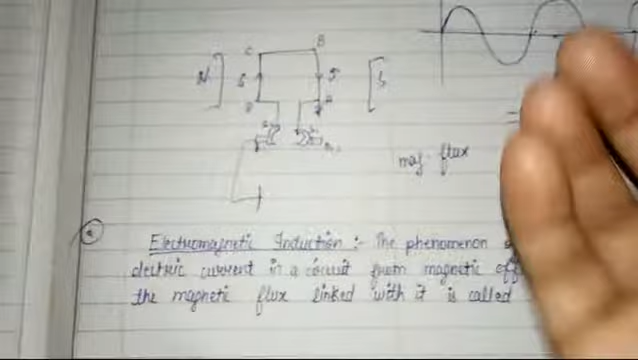 C B
N S
mag. flux
Electromagnetic Induction :- The phenomenon
electric current in a circuit from magnetic eff
the magnetic flux linked with it is called